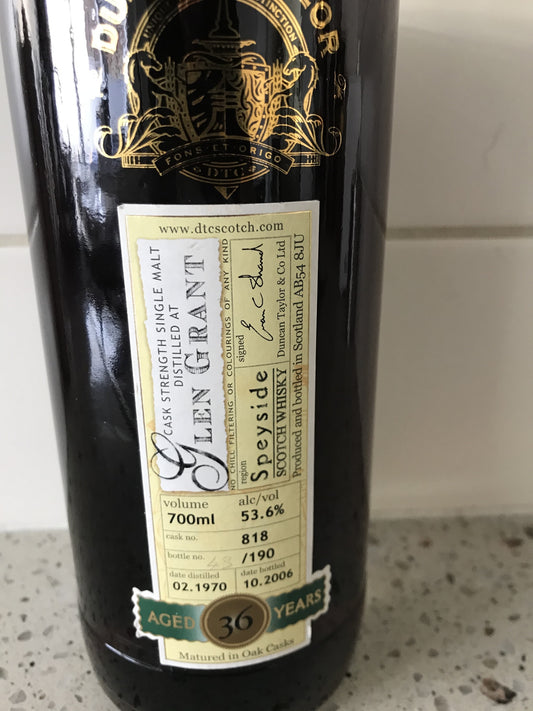 FONS ET ORIGO
DTC
www.dtcscotch.com
CASK STRENGTH SINGLE MALT
DISTILLED AT
GLEN GRANT
NO CHILL FILTERING OR COLOURINGS OF ANY KIND
region
Speyside
signed
SCOTCH WHISKY
Duncan Taylor & Co Ltd
Produced and bottled in Scotland AB54 8JU
volume
700ml
alc/vol
53.6%
cask no.
818
bottle no.
43
/190
date distilled
02.1970
date bottled
10.2006
AGED 36 YEARS
Matured in Oak Casks